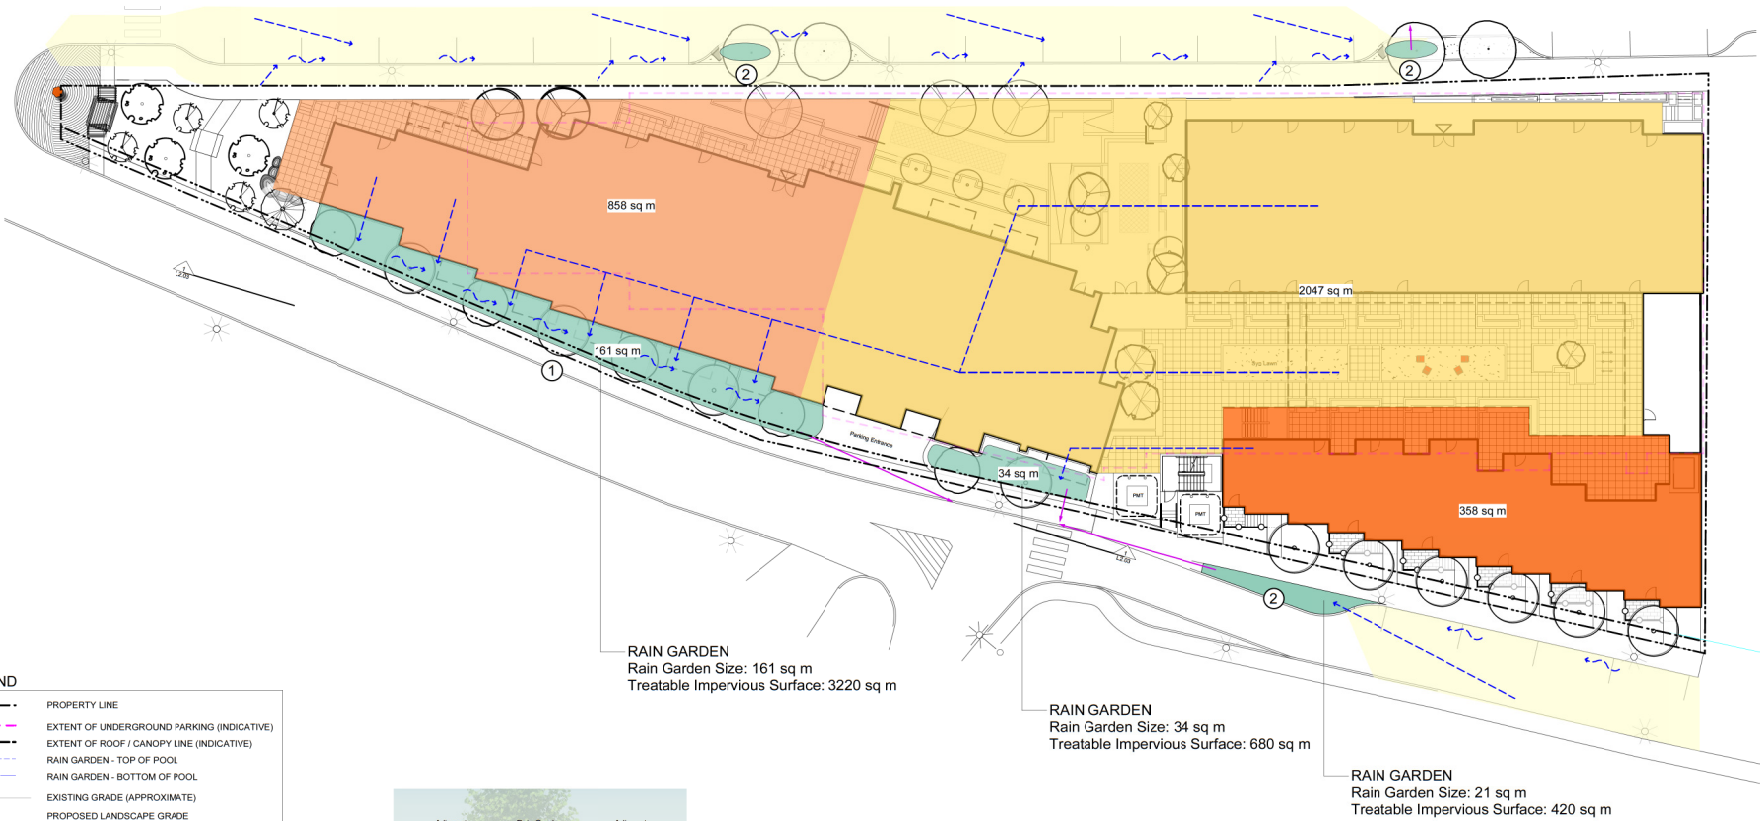 2
2
858 sq m
2047 sq m
161 sq m
1
Parking Entrance
34 sq m
PMT
PMT
358 sq m
2
RAIN GARDEN
Rain Garden Size: 161 sq m
Treatable Impervious Surface: 3220 sq m
RAIN GARDEN
Rain Garden Size: 34 sq m
Treatable Impervious Surface: 680 sq m
RAIN GARDEN
Rain Garden Size: 21 sq m
Treatable Impervious Surface: 420 sq m
ND
PROPERTY LINE
EXTENT OF UNDERGROUND PARKING (INDICATIVE)
EXTENT OF ROOF / CANOPY LINE (INDICATIVE)
RAIN GARDEN - TOP OF POOL
RAIN GARDEN - BOTTOM OF POOL
EXISTING GRADE (APPROXIMATE)
PROPOSED LANDSCAPE GRADE